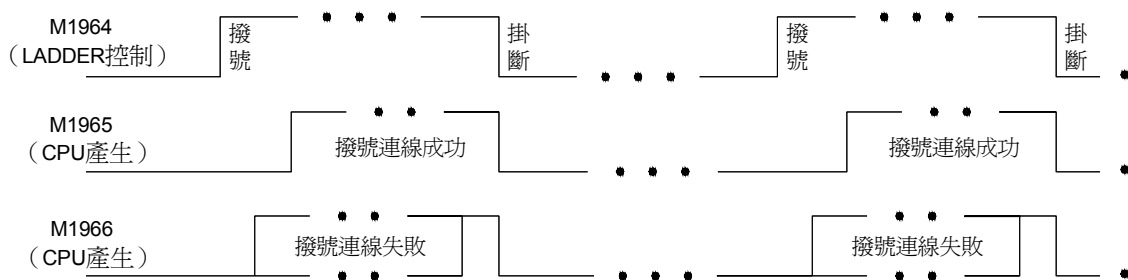 M1964
（LADDER控制）
撥號
掛斷
撥號
掛斷
M1965
（CPU產生）
撥號連線成功
撥號連線成功
M1966
（CPU產生）
撥號連線失敗
撥號連線失敗